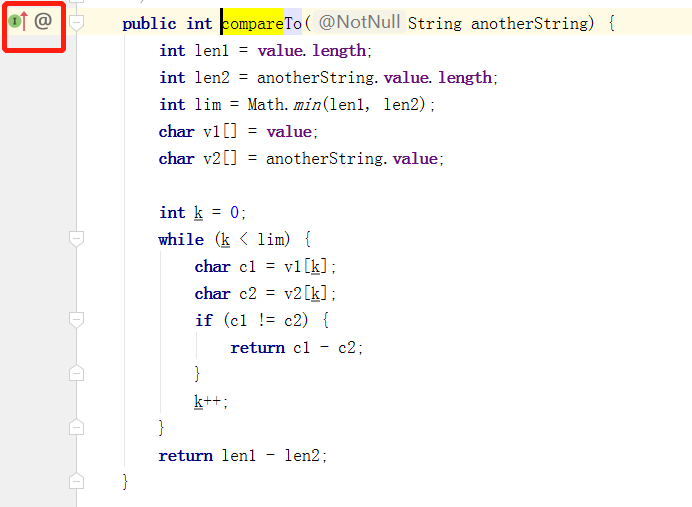 @ public int compareTo( @NotNull String anotherString) {
int len1 = value.length;
int len2 = anotherString.value.length;
int lim = Math.min(len1, len2);
char v1[] = value;
char v2[] = anotherString.value;
int k = 0;
while (k < lim) {
char c1 = v1[k];
char c2 = v2[k];
if (c1 != c2) {
return c1 - c2;
}
k++;
}
return len1 - len2;
}